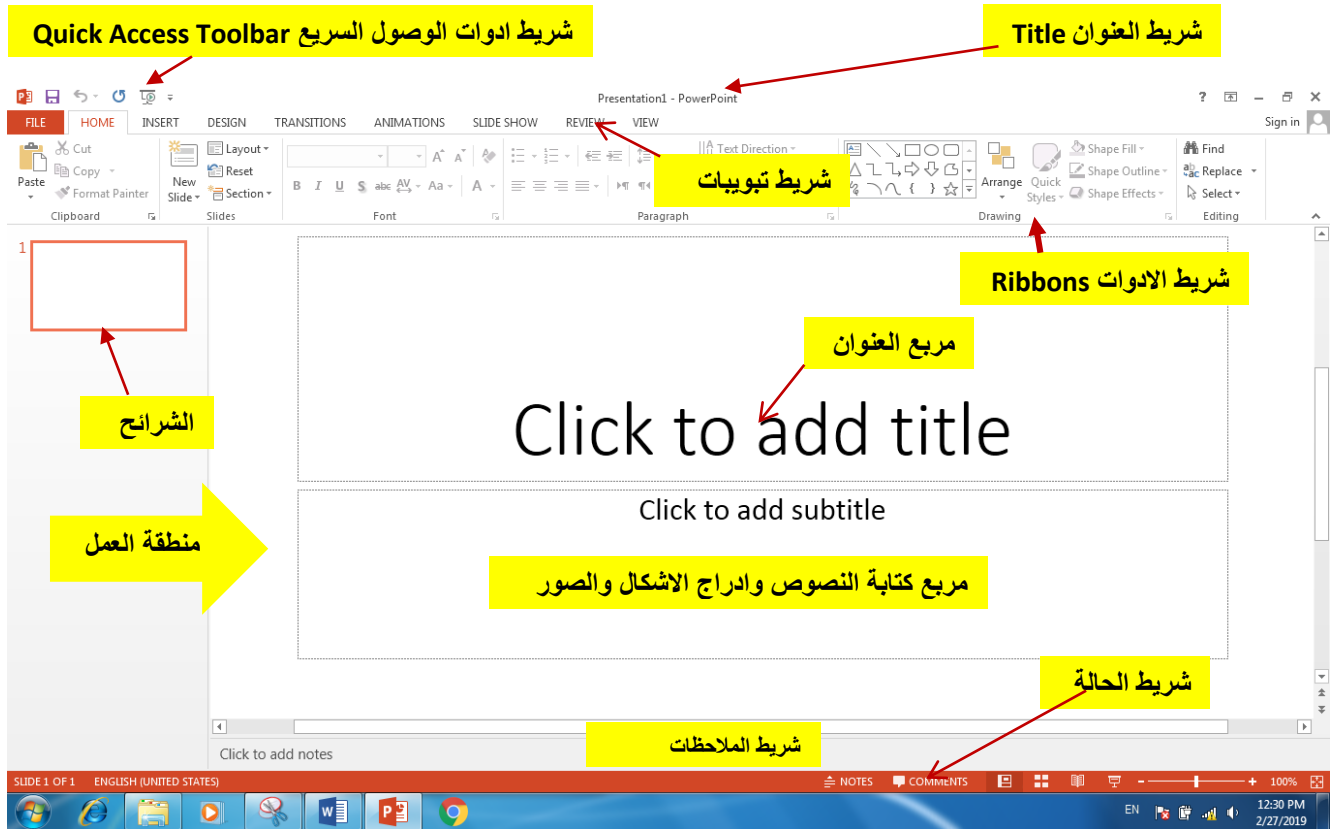 شريط ادوات الوصول السريع Quick Access Toolbar
شريط العنوان Title
Presentation1 - PowerPoint
?
FILE HOME INSERT DESIGN TRANSITIONS ANIMATIONS SLIDE SHOW REVIEW VIEW
Sign in
Paste
Cut
Copy
Format Painter
Clipboard
New Slide
Layout
Reset
Section
Slides
B I U S abc AV Aa A
Font
Text Direction
Paragraph
شريط تبويبات
Arrange
Quick Styles
Shape Fill
Shape Outline
Shape Effects
Drawing
Find
Replace
Select
Editing
1
شريط الادوات Ribbons
مربع العنوان
الشرائح
Click to add title
Click to add subtitle
منطقة العمل
مربع كتابة النصوص وادراج الاشكال والصور
شريط الحالة
شريط الملاحظات
Click to add notes
SLIDE 1 OF 1 ENGLISH (UNITED STATES) NOTES COMMENTS 100%
EN 12:30 PM
2/27/2019